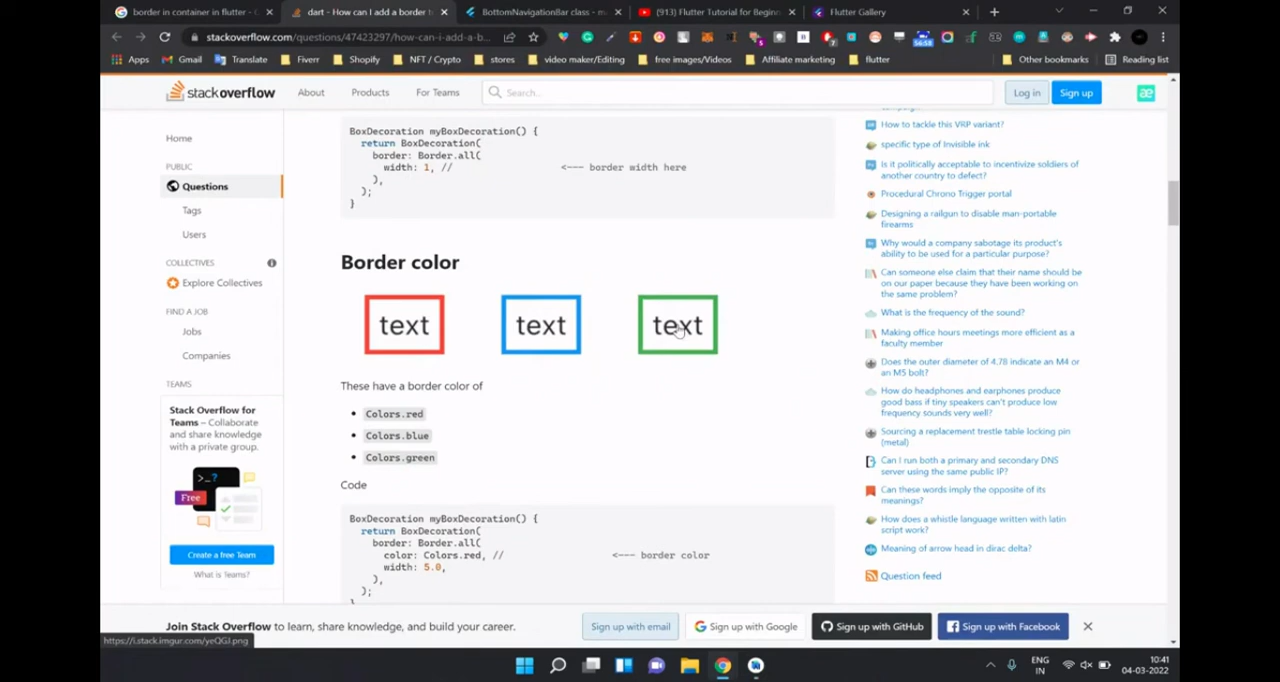 border in container in flutter - G
dart - How can I add a border t
BottomNavigationBar class - m
(913) Flutter Tutorial for Beginn
Flutter Gallery
stackoverflow.com/questions/47423297/how-can-i-add-a-b...
Apps
Gmail
Translate
Fiverr
Shopify
NFT / Crypto
stores
video maker/Editing
free images/Videos
Affiliate marketing
flutter
Other bookmarks
Reading list
stackoverflow
About
Products
For Teams
Search...
Log in
Sign up
Home
PUBLIC
Questions
Tags
Users
COLLECTIVES
Explore Collectives
FIND A JOB
Jobs
Companies
TEAMS
Stack Overflow for
Teams – Collaborate
and share knowledge
with a private group.
Free
Create a free Team
What is Teams?
BoxDecoration myBoxDecoration() {
return BoxDecoration(
border: Border.all(
width: 1, // <--- border width here
),
);
}
Border color
text text text
These have a border color of
• Colors.red
• Colors.blue
• Colors.green
Code
BoxDecoration myBoxDecoration() {
return BoxDecoration(
border: Border.all(
color: Colors.red, // <--- border color
width: 5.0,
),
);
How to tackle this VRP variant?
specific type of Invisible ink
Is it politically acceptable to incentivize soldiers of
another country to defect?
Procedural Chrono Trigger portal
Designing a railgun to disable man-portable
firearms
Why would a company sabotage its product's
ability to be used for a particular purpose?
Can someone else claim that their name should be
on our paper because they have been working on
the same problem?
What is the frequency of the sound?
Making office hours meetings more efficient as a
faculty member
Does the outer diameter of 4.78 indicate an M4 or
an M5 bolt?
How do headphones and earphones produce
good bass if tiny speakers can't produce low
frequency sounds very well?
Sourcing a replacement trestle table locking pin
(metal)
Can I run both a primary and secondary DNS
server using the same public IP?
Can these words imply the opposite of its
meanings?
How does a whistle language written with latin
script work?
Meaning of arrow head in dirac delta?
Question feed
Join Stack Overflow to learn, share knowledge, and build your career.
Sign up with email
Sign up with Google
Sign up with GitHub
Sign up with Facebook
ENG
IN
10:41
04-03-2022